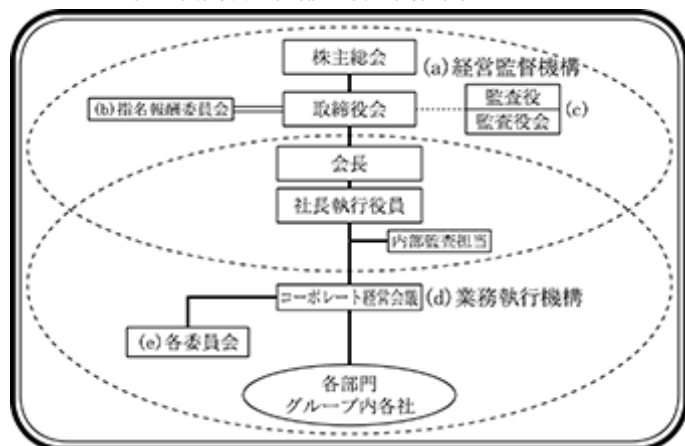 株主総会
(a)経営監督機構
(b)指名報酬委員会
取締役会
監査役
監査役会
(c)
会長
社長執行役員
内部監査担当
コーポレート経営会議
(d)業務執行機構
(e)各委員会
各部門
グループ内各社